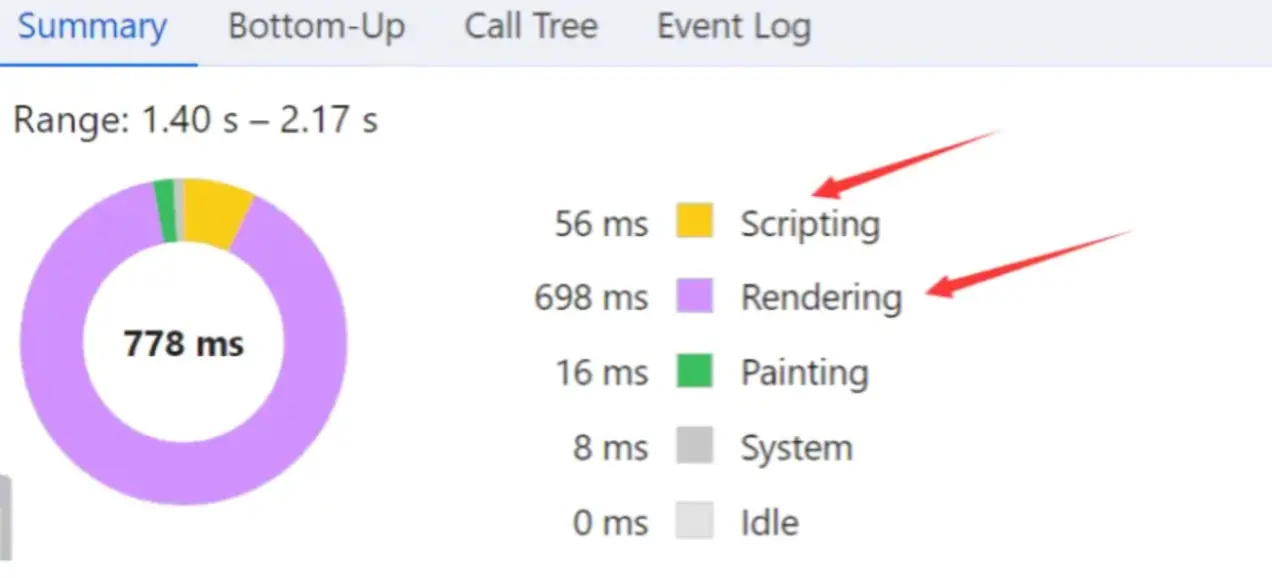 Summary Bottom-Up Call Tree Event Log
Range: 1.40 s – 2.17 s
778 ms
56 ms Scripting
698 ms Rendering
16 ms Painting
8 ms System
0 ms Idle